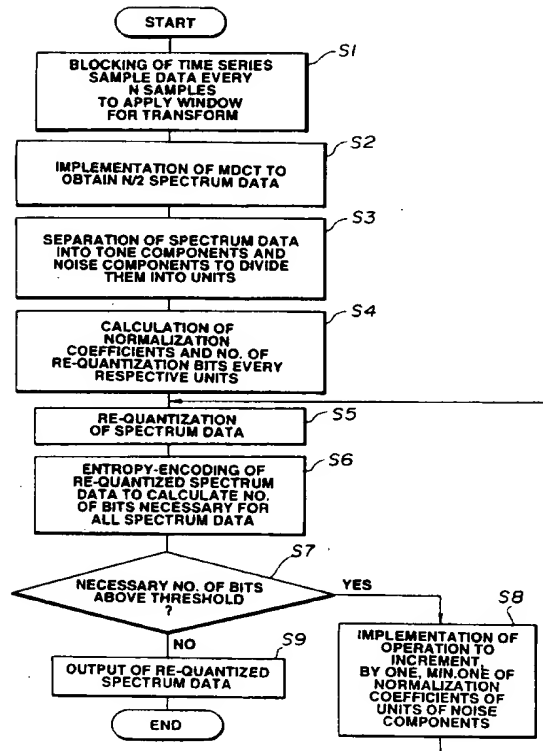 START
S1
BLOCKING OF TIME SERIES
SAMPLE DATA EVERY
N SAMPLES
TO APPLY WINDOW
FOR TRANSFORM
S2
IMPLEMENTATION OF MDCT TO
OBTAIN N/2 SPECTRUM DATA
S3
SEPARATION OF SPECTRUM DATA
INTO TONE COMPONENTS AND
NOISE COMPONENTS TO DIVIDE
THEM INTO UNITS
S4
CALCULATION OF
NORMALIZATION
COEFFICIENTS AND NO. OF
RE-QUANTIZATION BITS EVERY
RESPECTIVE UNITS
S5
RE-QUANTIZATION
OF SPECTRUM DATA
S6
ENTROPY-ENCODING OF
RE-QUANTIZED SPECTRUM
DATA TO CALCULATE NO.
OF BITS NECESSARY FOR
ALL SPECTRUM DATA
S7
NECESSARY NO. OF BITS
ABOVE THRESHOLD
?
YES
NO
S8
IMPLEMENTATION OF
OPERATION TO
INCREMENT,
BY ONE, MIN.ONE OF
NORMALIZATION
COEFFICIENTS OF
UNITS OF NOISE
COMPONENTS
S9
OUTPUT OF RE-QUANTIZED
SPECTRUM DATA
END